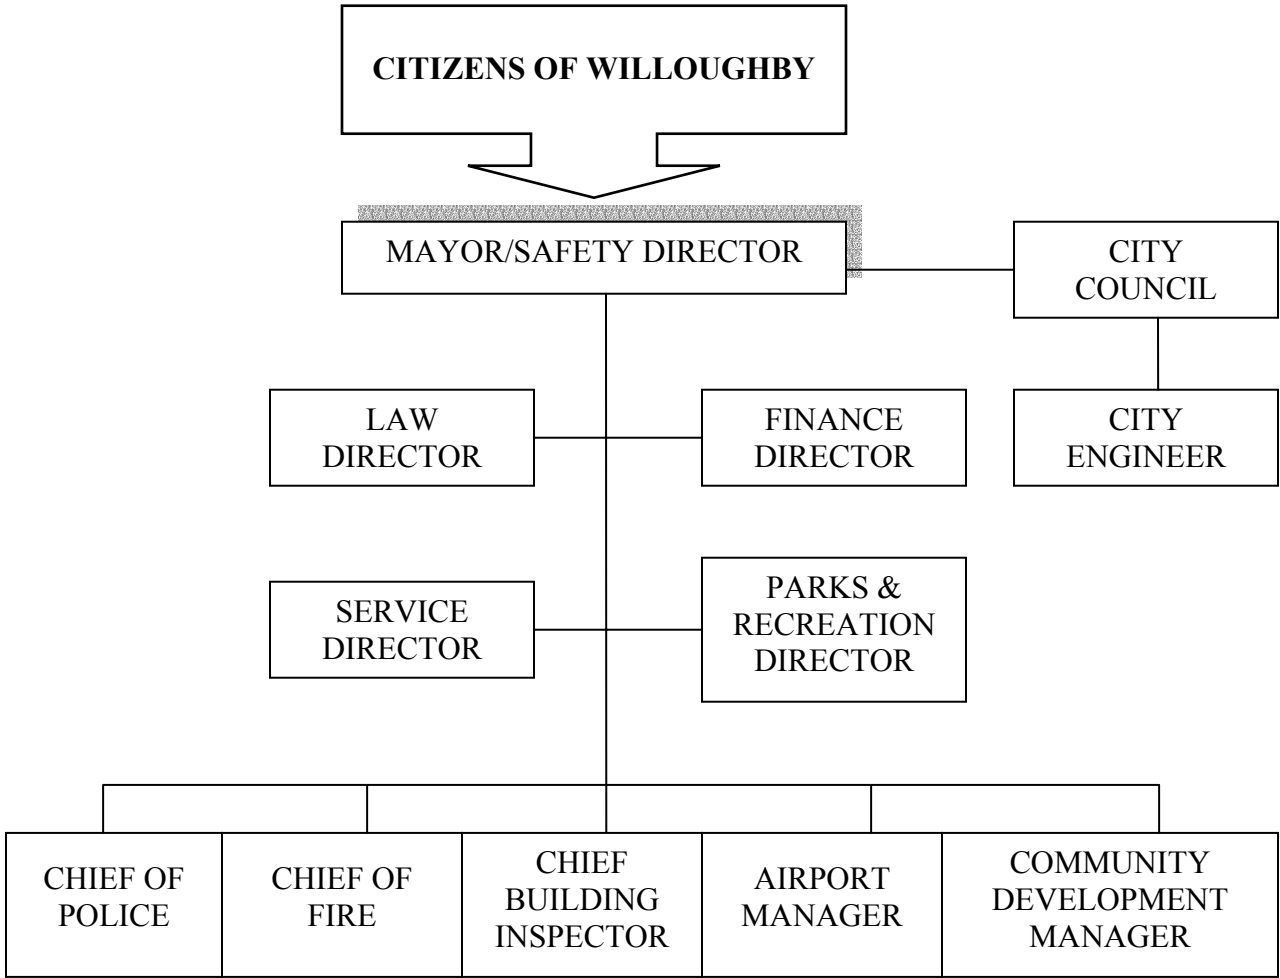 CITIZENS OF WILLOUGHBY
MAYOR/SAFETY DIRECTOR
CITY
COUNCIL
LAW
DIRECTOR
FINANCE
DIRECTOR
CITY
ENGINEER
SERVICE
DIRECTOR
PARKS &
RECREATION
DIRECTOR
CHIEF OF
POLICE
CHIEF OF
FIRE
CHIEF
BUILDING
INSPECTOR
AIRPORT
MANAGER
COMMUNITY
DEVELOPMENT
MANAGER